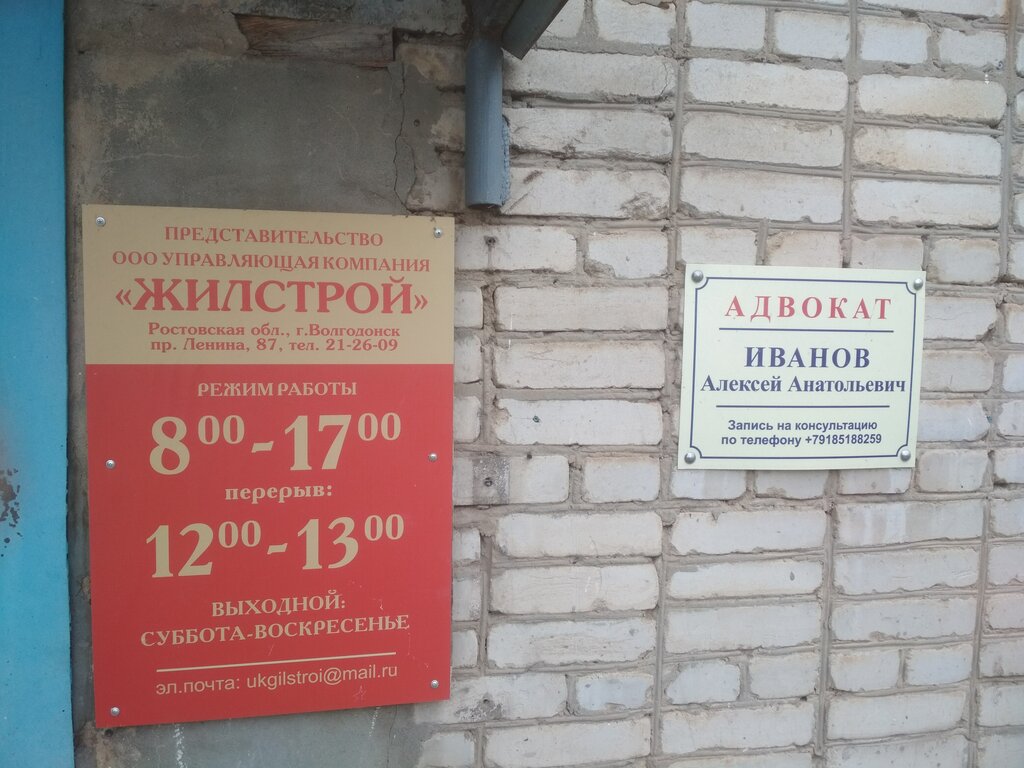 ПРЕДСТАВИТЕЛЬСТВО
ООО УПРАВЛЯЮЩАЯ КОМПАНИЯ
«ЖИЛСТРОЙ»
Ростовская обл., г.Волгодонск
пр. Ленина, 87, тел. 21-26-09
РЕЖИМ РАБОТЫ
8⁰⁰-17⁰⁰
перерыв:
12⁰⁰-13⁰⁰
ВЫХОДНОЙ:
СУББОТА-ВОСКРЕСЕНЬЕ
эл.почта: ukgilstroi@mail.ru
АДВОКАТ
ИВАНОВ
Алексей Анатольевич
Запись на консультацию
по телефону +79185188259